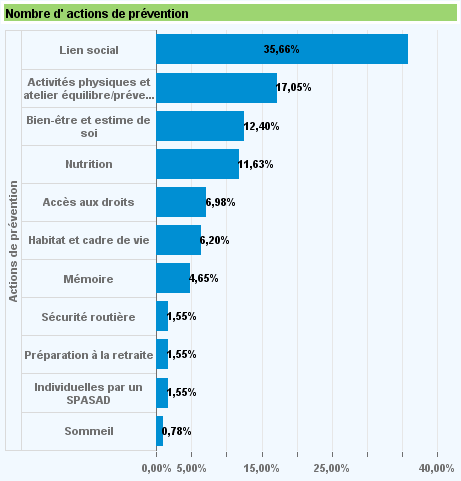 Nombre d' actions de prévention
Actions de prévention
Lien social
35,66%
Activités physiques et
atelier équilibre/préve...
17,05%
Bien-être et estime de
soi
12,40%
Nutrition
11,63%
Accès aux droits
6,98%
Habitat et cadre de vie
6,20%
Mémoire
4,65%
Sécurité routière
1,55%
Préparation à la retraite
1,55%
Individuelles par un
SPASAD
1,55%
Sommeil
0,78%
0,00% 5,00% 15,00% 25,00% 40,00%